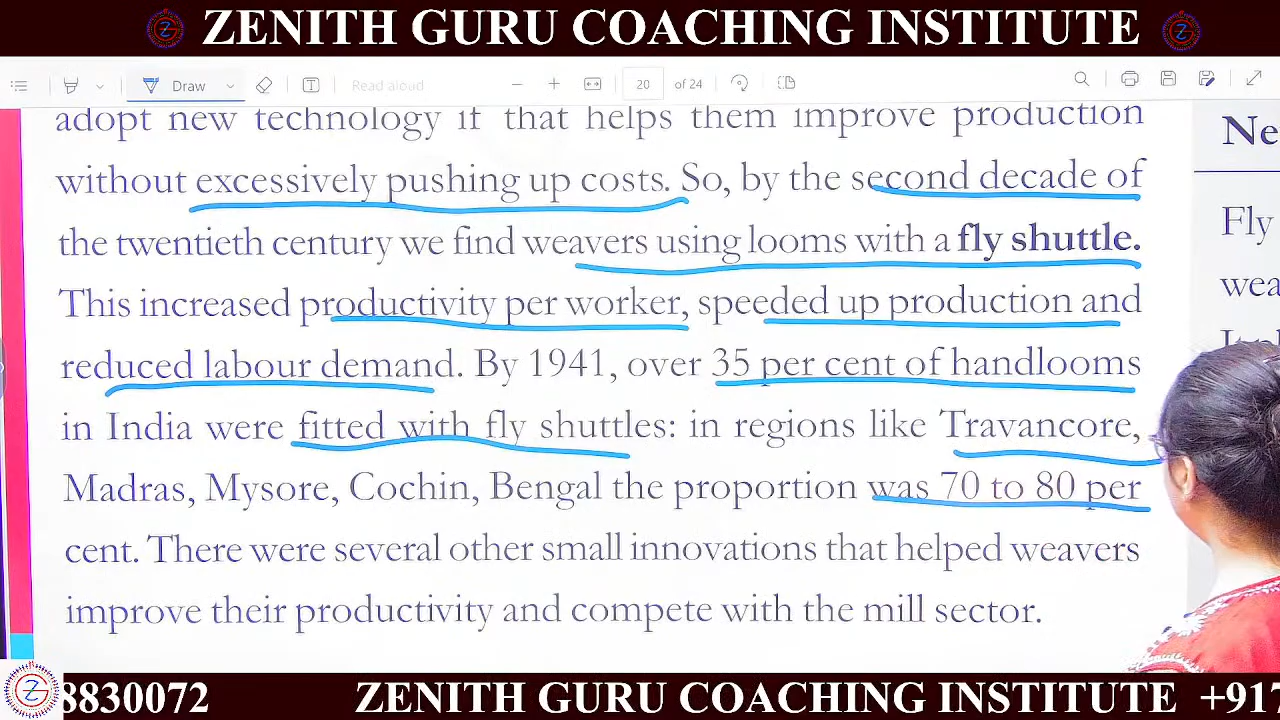 ZENITH GURU COACHING INSTITUTE
Draw
Read aloud
20 of 24
adopt new technology if that helps them improve production
without excessively pushing up costs. So, by the second decade of
the twentieth century we find weavers using looms with a fly shuttle.
This increased productivity per worker, speeded up production and
reduced labour demand. By 1941, over 35 per cent of handlooms
in India were fitted with fly shuttles: in regions like Travancore,
Madras, Mysore, Cochin, Bengal the proportion was 70 to 80 per
cent. There were several other small innovations that helped weavers
improve their productivity and compete with the mill sector.
Ne
Fly
wea
8830072 ZENITH GURU COACHING INSTITUTE +917